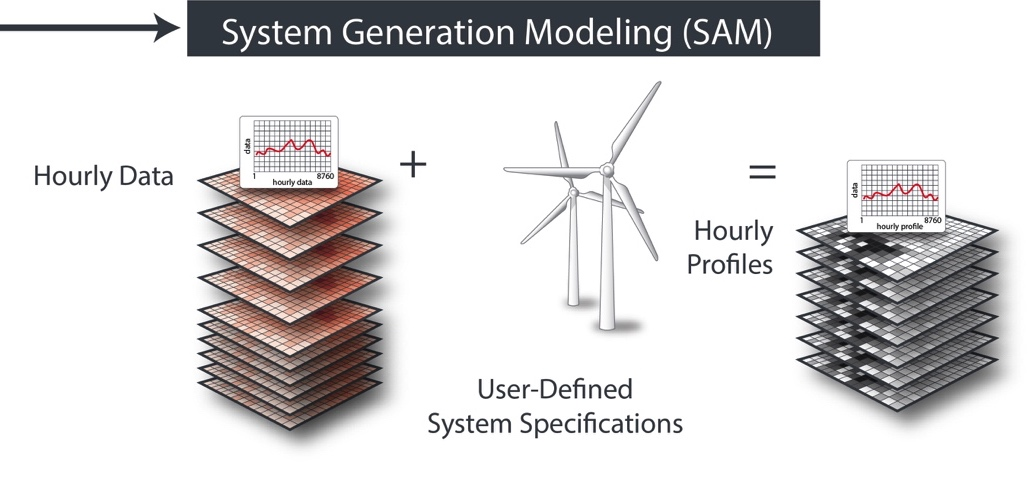 System Generation Modeling (SAM)
Hourly Data
data
1 8760
hourly data
+
User-Defined
System Specifications
=
Hourly
Profiles
data
1 8760
hourly profile